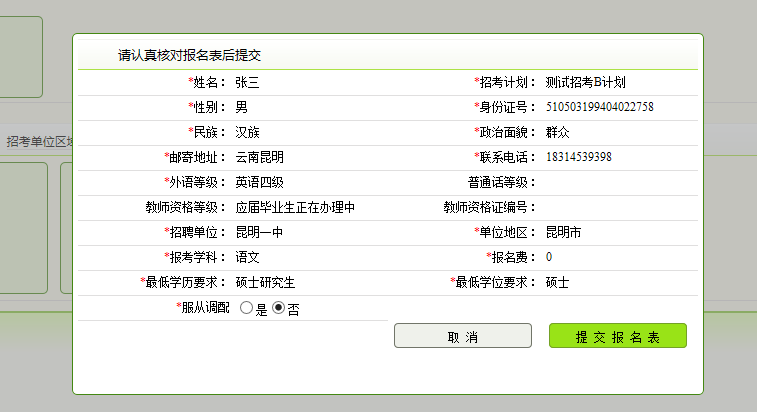 请认真核对报名表后提交
*姓名： 张三 *招考计划： 测试招考B计划
*性别： 男 *身份证号： 510503199404022758
*民族： 汉族 *政治面貌： 群众
*邮寄地址： 云南昆明 *联系电话： 18314539398
招考单位区域
*外语等级： 英语四级 普通话等级：
教师资格等级： 应届毕业生正在办理中 教师资格证编号：
*招聘单位： 昆明一中 *单位地区： 昆明市
*报考学科： 语文 *报名费： 0
*最低学历要求： 硕士研究生 *最低学位要求： 硕士
*服从调配 是 否
取 消 提 交 报 名 表